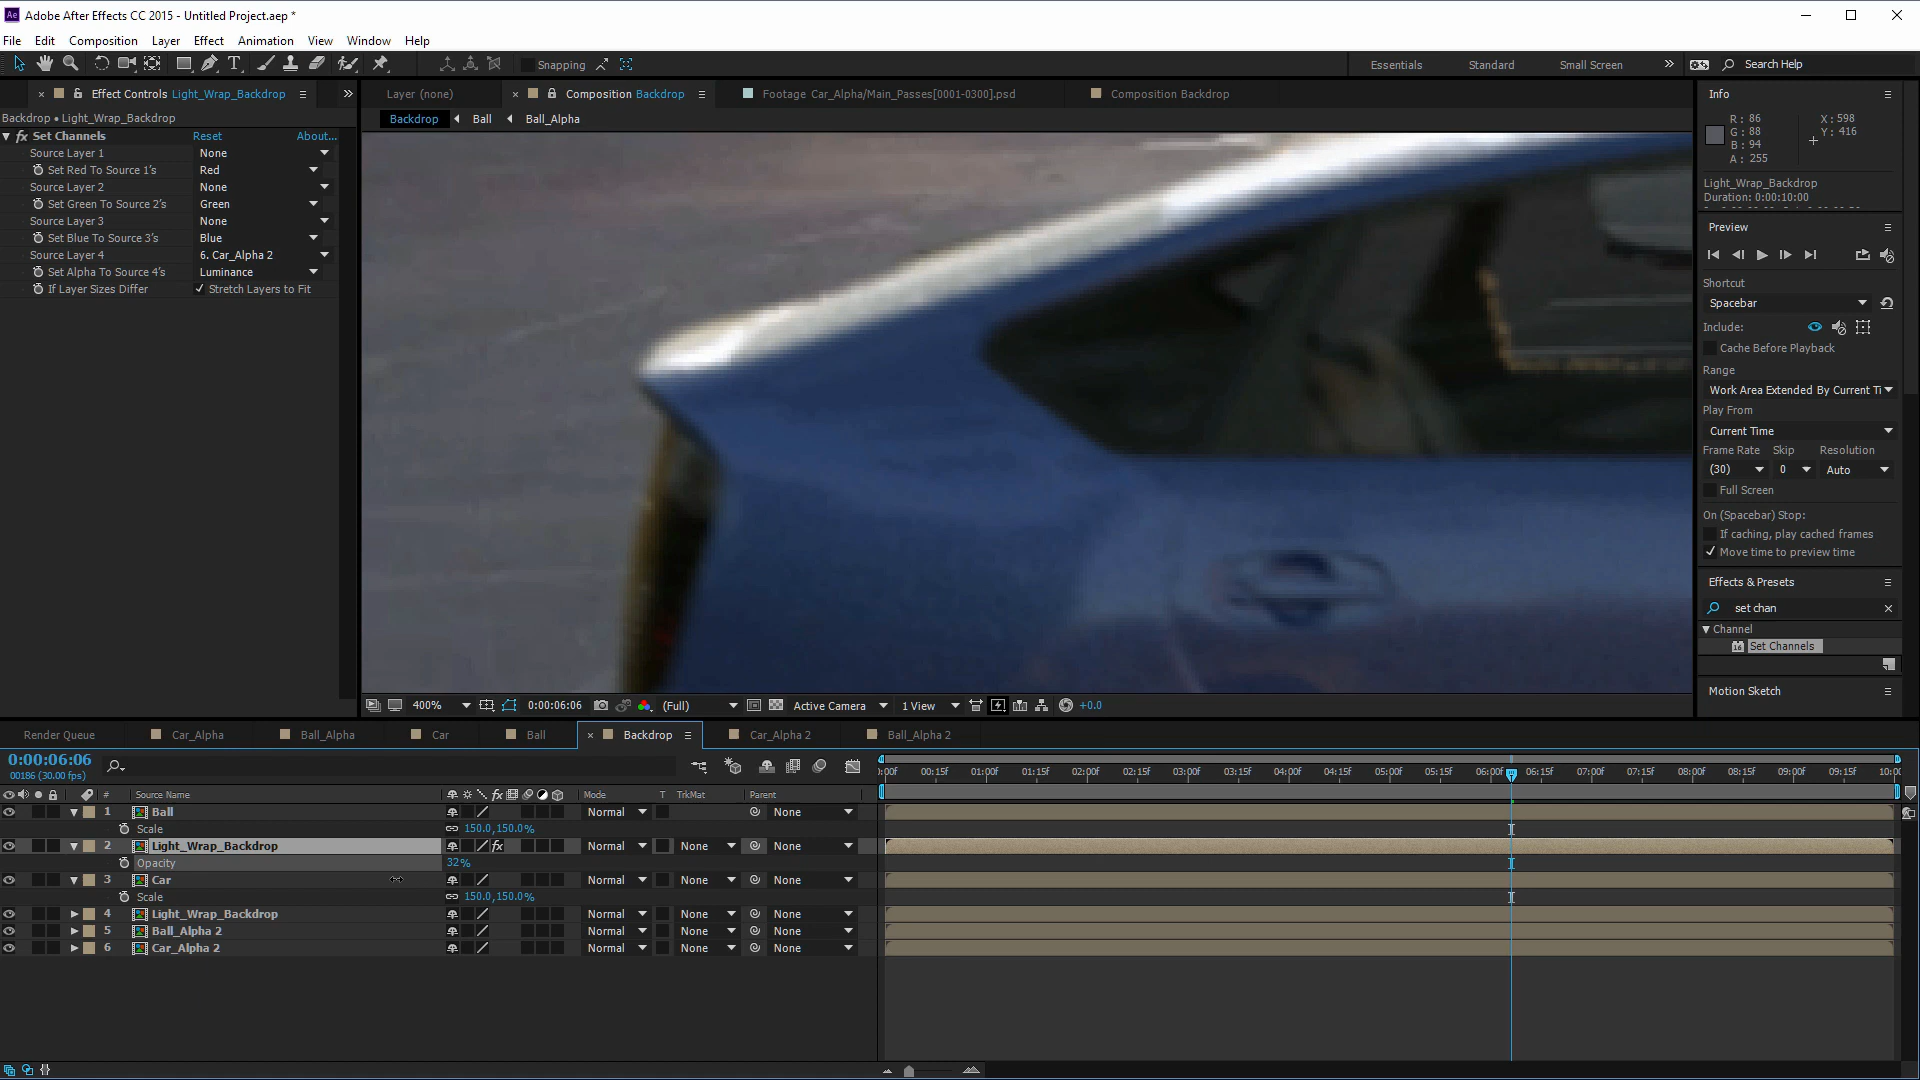 Adobe After Effects CC 2015 - Untitled Project.aep *
File Edit Composition Layer Effect Animation View Window Help
Snapping Essentials Standard Small Screen Search Help
Effect Controls Light_Wrap_Backdrop
Layer (none) Composition Backdrop Footage Car_Alpha/Main_Passes[0001-0300].psd Composition Backdrop
Backdrop • Light_Wrap_Backdrop
Backdrop Ball Ball_Alpha
fx Set Channels Reset About...
Source Layer 1 None
Set Red To Source 1's Red
Source Layer 2 None
Set Green To Source 2's Green
Source Layer 3 None
Set Blue To Source 3's Blue
Source Layer 4 6. Car_Alpha 2
Set Alpha To Source 4's Luminance
If Layer Sizes Differ Stretch Layers to Fit
Info
R : 86 X : 598
G : 88 Y : 416
B : 94
A : 255
Light_Wrap_Backdrop
Duration: 0:00:10:00
Preview
Shortcut
Spacebar
Include:
Cache Before Playback
Range
Work Area Extended By Current Ti
Play From
Current Time
Frame Rate Skip Resolution
(30) 0 Auto
Full Screen
On (Spacebar) Stop:
If caching, play cached frames
Move time to preview time
Effects & Presets
set chan
Channel
Set Channels
Motion Sketch
400% 0:00:06:06 (Full) Active Camera 1 View +0.0
Render Queue Car_Alpha Ball_Alpha Car Ball Backdrop Car_Alpha 2 Ball_Alpha 2
0:00:06:06
00186 (30.00 fps)
:00f 00:15f 01:00f 01:15f 02:00f 02:15f 03:00f 03:15f 04:00f 04:15f 05:00f 05:15f 06:00f 06:15f 07:00f 07:15f 08:00f 08:15f 09:00f 09:15f 10:00
# Source Name fx Mode T TrkMat Parent
1 Ball Normal None
Scale 150.0,150.0%
2 Light_Wrap_Backdrop fx Normal None None
Opacity 32%
3 Car Normal None None
Scale 150.0,150.0%
4 Light_Wrap_Backdrop Normal None None
5 Ball_Alpha 2 Normal None None
6 Car_Alpha 2 Normal None None